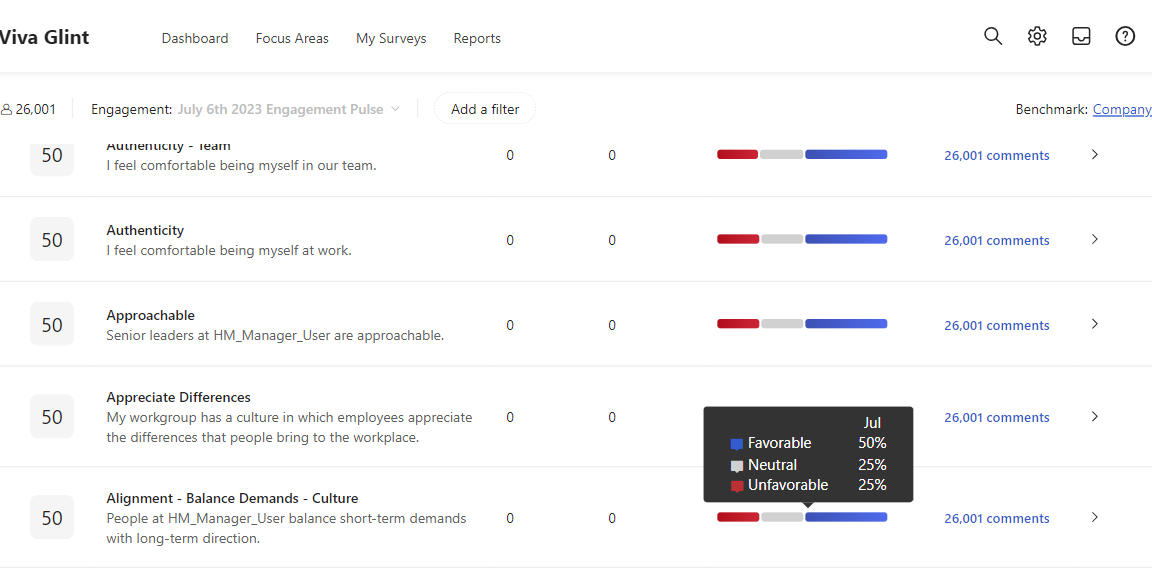 Viva Glint
Dashboard Focus Areas My Surveys Reports
26,001 Engagement: July 6th 2023 Engagement Pulse Add a filter Benchmark: Company
Authenticity - Team
50 I feel comfortable being myself in our team. 0 0 26,001 comments
Authenticity
50 I feel comfortable being myself at work. 0 0 26,001 comments
Approachable
50 Senior leaders at HM_Manager_User are approachable. 0 0 26,001 comments
Appreciate Differences
50 My workgroup has a culture in which employees appreciate 0 0 26,001 comments
the differences that people bring to the workplace.
Jul
Favorable 50%
Neutral 25%
Unfavorable 25%
Alignment - Balance Demands - Culture
50 People at HM_Manager_User balance short-term demands 0 0 26,001 comments
with long-term direction.